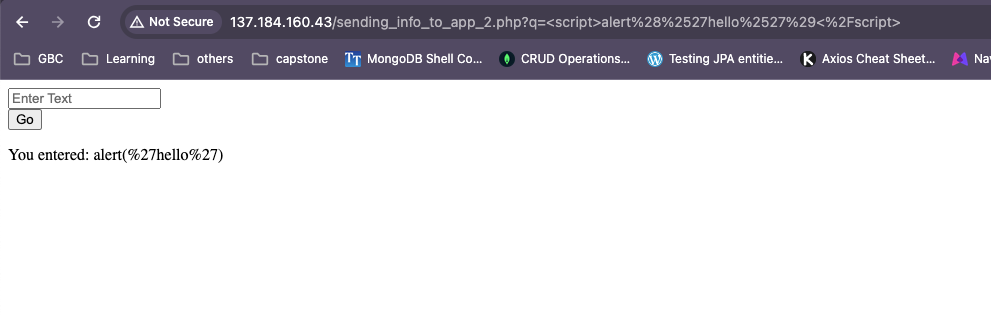 Not Secure 137.184.160.43/sending_info_to_app_2.php?q=<script>alert%28%2527hello%2527%29<%2Fscript>
GBC Learning others capstone MongoDB Shell Co... CRUD Operations... Testing JPA entitie... Axios Cheat Sheet... Nav
Enter Text
Go
You entered: alert(%27hello%27)